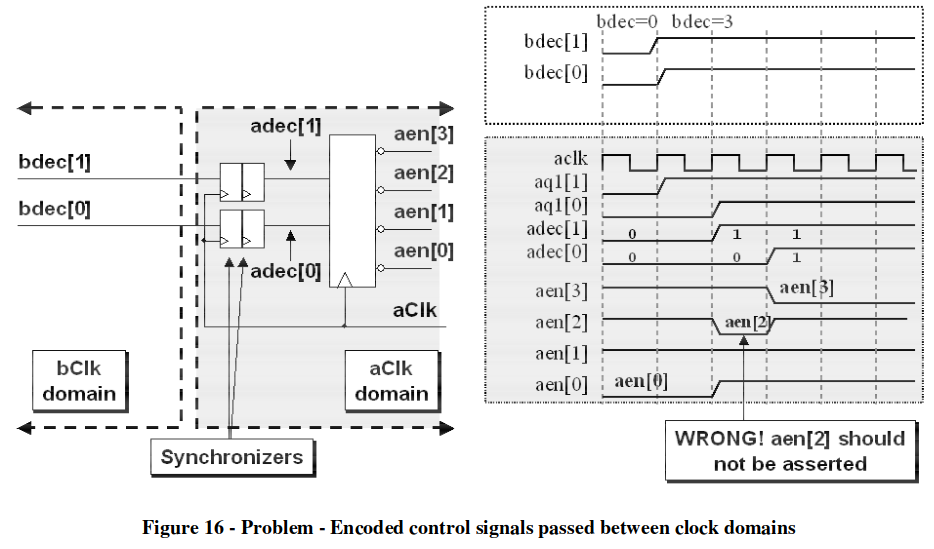 bdec[1]
bdec[0]
adec[1]
adec[0]
aen[3]
aen[2]
aen[1]
aen[0]
aClk
bClk
domain
aClk
domain
Synchronizers
bdec=0 bdec=3
bdec[1]
bdec[0]
aclk
aq1[1]
aq1[0]
adec[1] 0 1 1
adec[0] 0 0 1
aen[3] aen[3]
aen[2] aen[2]
aen[1]
aen[0] aen[0]
WRONG! aen[2] should
not be asserted
Figure 16 - Problem - Encoded control signals passed between clock domains